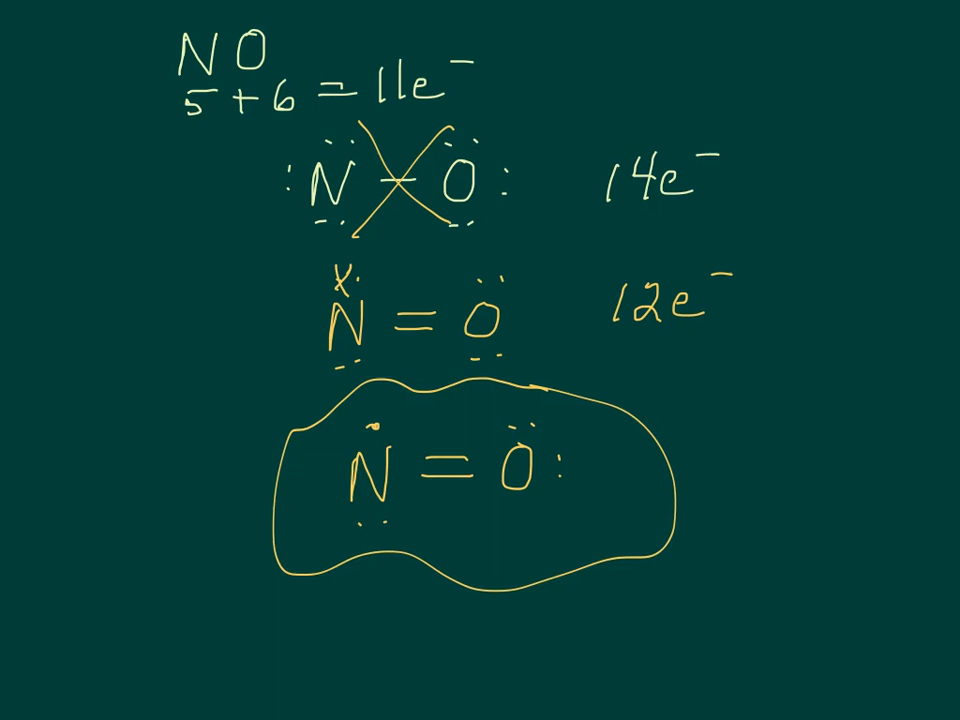 NO
5 + 6 = 11e⁻
:N̤̈ – Ö̤: 14e⁻
N̤̈ = Ö̤ 12e⁻
Ṅ̤ = Ö: